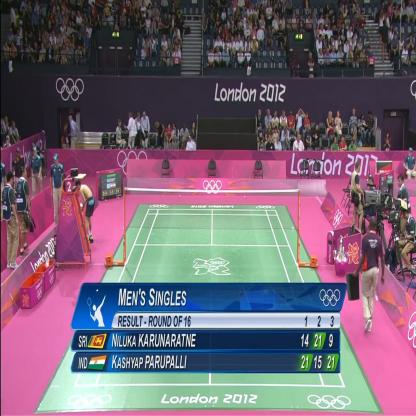 London 2012
London 2012
MEN'S SINGLES
RESULT - ROUND OF 16 1 2 3
SRI NILUKA KARUNARATNE 14 21 9
IND KASHYAP PARUPALLI 21 15 21
London 2012